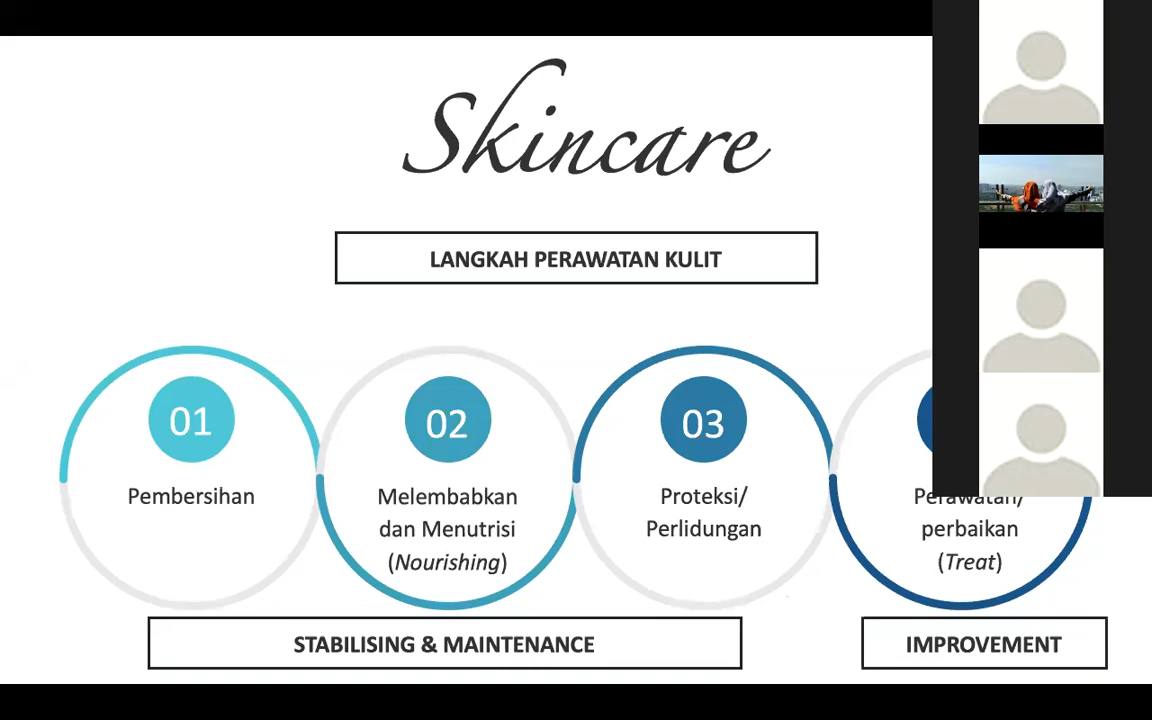 Skincare
LANGKAH PERAWATAN KULIT
01
Pembersihan
02
Melembabkan
dan Menutrisi
(Nourishing)
03
Proteksi/
Perlidungan
Perawatan/
perbaikan
(Treat)
STABILISING & MAINTENANCE
IMPROVEMENT